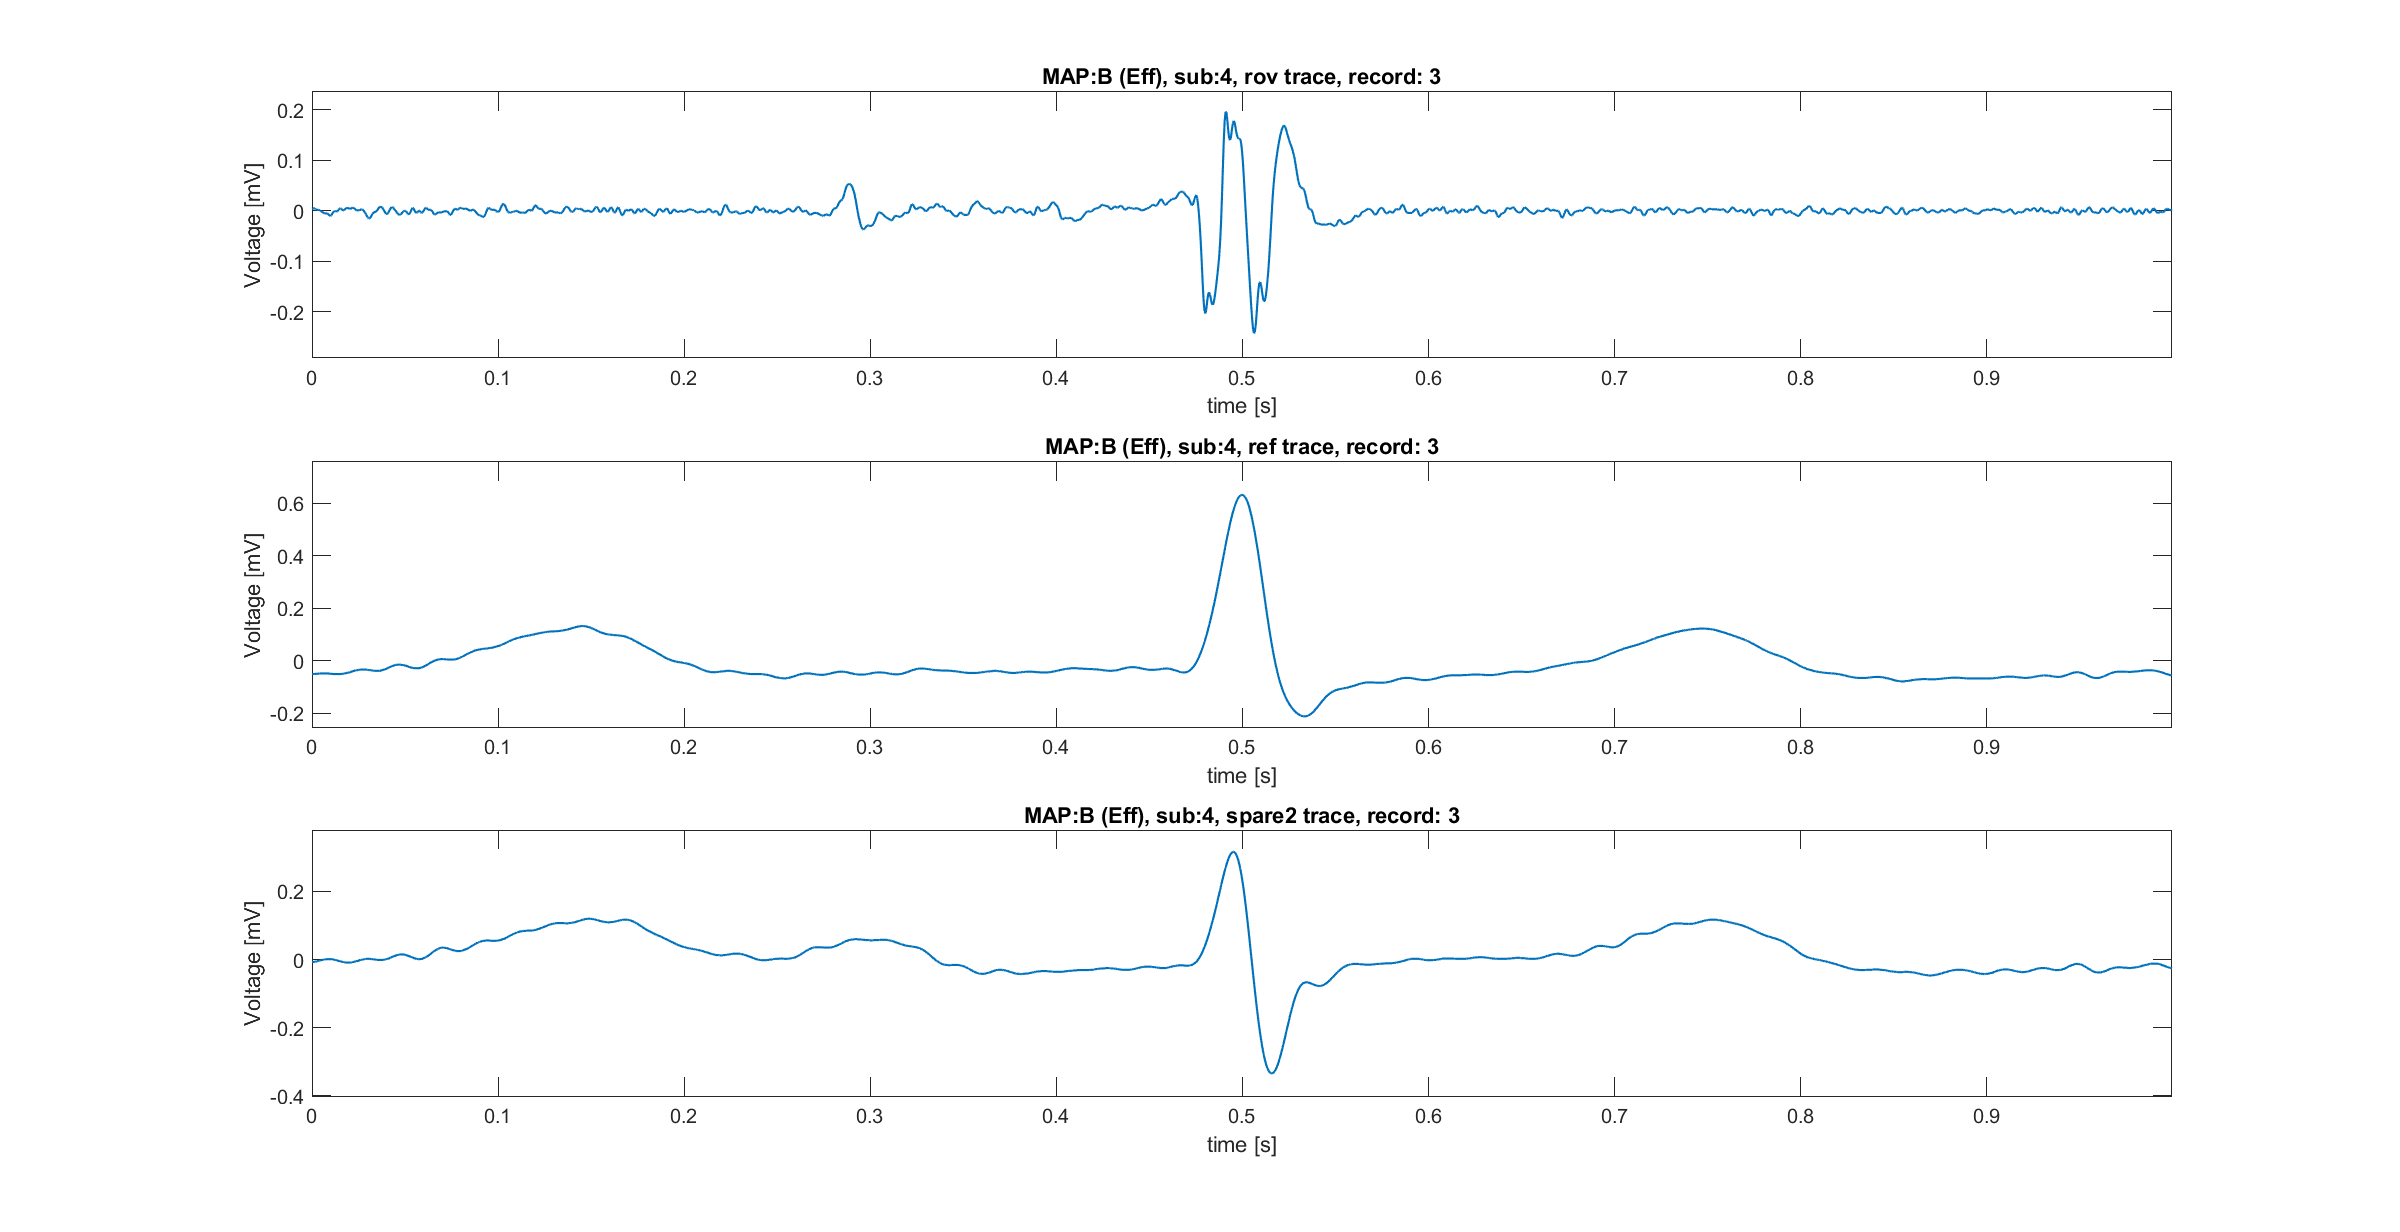 MAP:B (Eff), sub:4, rov trace, record: 3
Voltage [mV]
0.2
0.1
0
-0.1
-0.2
0 0.1 0.2 0.3 0.4 0.5 0.6 0.7 0.8 0.9
time [s]
MAP:B (Eff), sub:4, ref trace, record: 3
Voltage [mV]
0.6
0.4
0.2
0
-0.2
0 0.1 0.2 0.3 0.4 0.5 0.6 0.7 0.8 0.9
time [s]
MAP:B (Eff), sub:4, spare2 trace, record: 3
Voltage [mV]
0.2
0
-0.2
-0.4
0 0.1 0.2 0.3 0.4 0.5 0.6 0.7 0.8 0.9
time [s]